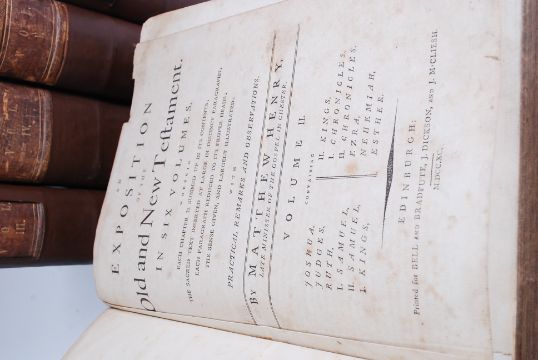 AN
EXPOSITION
OF THE
Old and New Testament.
IN SIX VOLUMES,
WHEREIN
EACH CHAPTER IS SUMMED UP IN ITS CONTENTS,
THE SACRED TEXT INSERTED AT LARGE IN DISTINCT PARAGRAPHS,
EACH PARAGRAPH REDUCED TO ITS PROPER HEADS,
THE SENSE GIVEN, AND LARGELY ILLUSTRATED,
WITH
PRACTICAL REMARKS AND OBSERVATIONS.
BY MATTHEW HENRY,
LATE MINISTER OF THE GOSPEL IN CHESTER.
VOLUME II.
CONTAINING
JOSHUA,
JUDGES,
RUTH,
I. SAMUEL,
II. SAMUEL,
I. KINGS,
II. KINGS,
I. CHRONICLES,
II. CHRONICLES,
EZRA,
NEHEMIAH,
ESTHER.
EDINBURGH:
Printed for BELL AND BRADFUTE, J. DICKSON, AND J. M'CLIESH.
M,DCC,XC.
III.